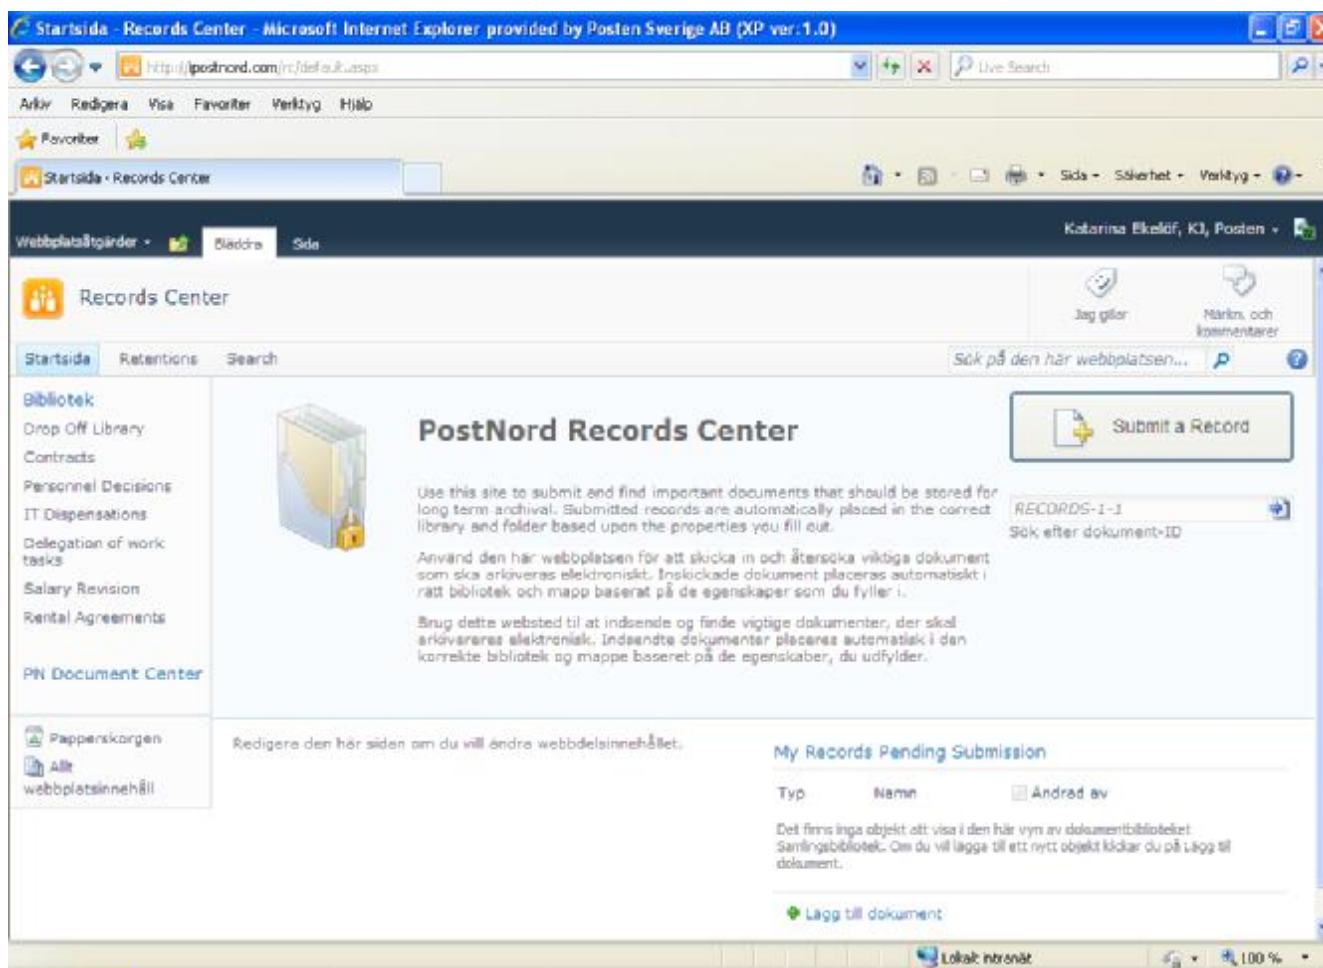 Startsida - Records Center - Microsoft Internet Explorer provided by Posten Sverige AB (XP ver:1.0)
http://ipostnord.com/rc/default.aspx
Live Search
Arkiv Redigera Visa Favoriter Verktyg Hjälp
Favoriter
Startsida - Records Center
Sida Säkerhet Verktyg
Webbplatsåtgärder Bläddra Sida
Katarina Ekelöf, KI, Posten
Records Center
Jag gillar
Märkn. och kommentarer
Startsida Retentions Search
Sök på den här webbplatsen...
Bibliotek
Drop Off Library
Contracts
Personnel Decisions
IT Dispensations
Delegation of work
tasks
Salary Revision
Rental Agreements
PN Document Center
Papperskorgen
Allt
webbplatsinnehåll
PostNord Records Center
Use this site to submit and find important documents that should be stored for
long term archival. Submitted records are automatically placed in the correct
library and folder based upon the properties you fill out.
Använd den här webbplatsen för att skicka in och återsöka viktiga dokument
som ska arkiveras elektroniskt. Inskickade dokument placeras automatiskt i
rätt bibliotek och mapp baserat på de egenskaper som du fyller i.
Brug dette websted til at indsende og finde vigtige dokumenter, der skal
arkivereres elektronisk. Indsendte dokumenter placeres automatisk i den
korrekte bibliotek og mappe baseret på de egenskaber, du udfylder.
Submit a Record
RECORDS-1-1
Sök efter dokument-ID
Redigera den här sidan om du vill ändra webbdelsinnehållet.
My Records Pending Submission
Typ Namn Ändrad av
Det finns inga objekt att visa i den här vyn av dokumentbiblioteket
Samlingsbibliotek. Om du vill lägga till ett nytt objekt klickar du på Lägg till
dokument.
Lägg till dokument
Lokalt intranät
100 %